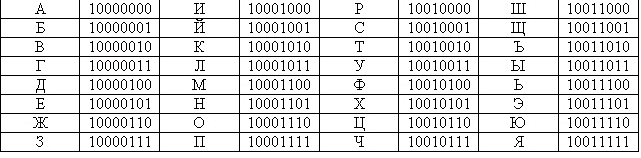 А 10000000 И 10001000 Р 10010000 Ш 10011000
Б 10000001 Й 10001001 С 10010001 Щ 10011001
В 10000010 К 10001010 Т 10010010 Ъ 10011010
Г 10000011 Л 10001011 У 10010011 Ы 10011011
Д 10000100 М 10001100 Ф 10010100 Ь 10011100
Е 10000101 Н 10001101 Х 10010101 Э 10011101
Ж 10000110 О 10001110 Ц 10010110 Ю 10011110
З 10000111 П 10001111 Ч 10010111 Я 10011111